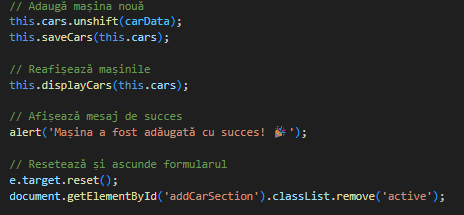 // Adaugă mașina nouă
this.cars.unshift(carData);
this.saveCars(this.cars);
// Reafișează mașinile
this.displayCars(this.cars);
// Afișează mesaj de succes
alert('Mașina a fost adăugată cu succes! 🎉');
// Resetează și ascunde formularul
e.target.reset();
document.getElementById('addCarSection').classList.remove('active');